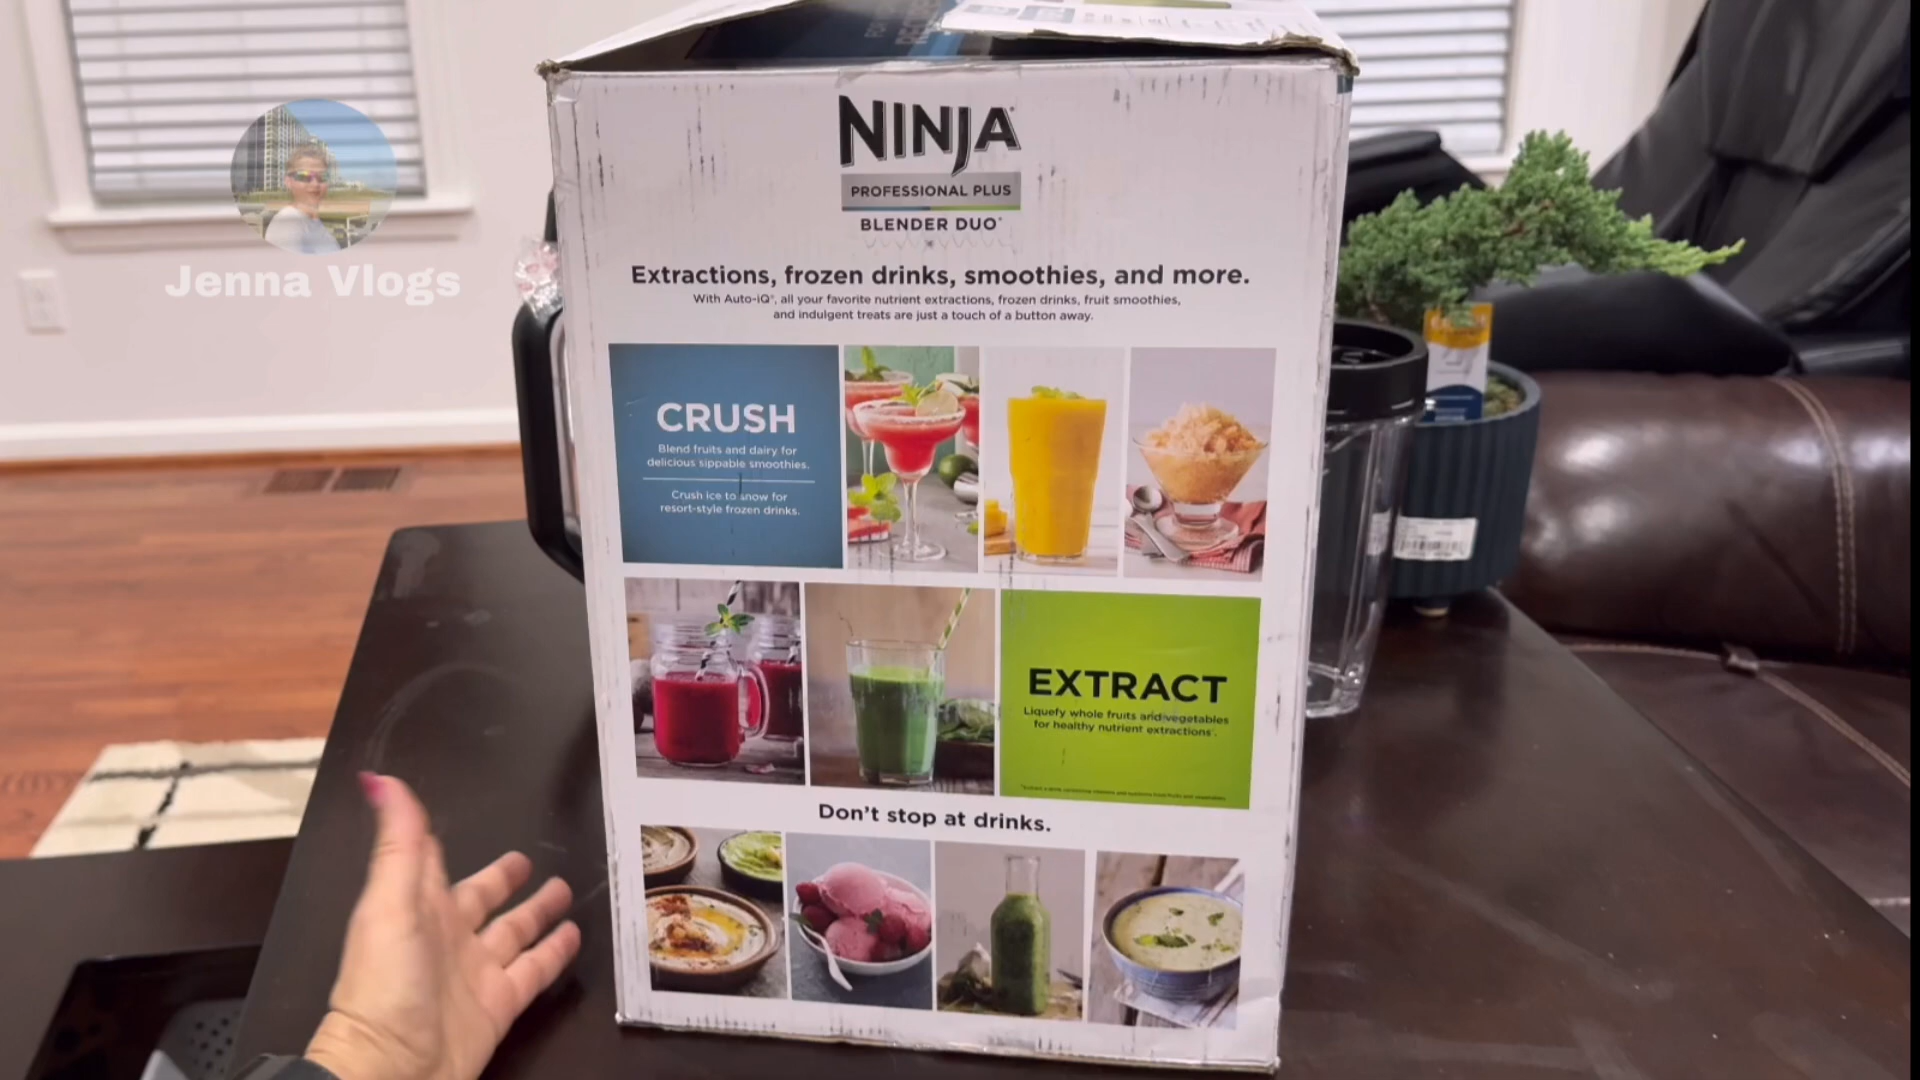 Jenna Vlogs
NINJA®
PROFESSIONAL PLUS
BLENDER DUO®
Extractions, frozen drinks, smoothies, and more.
With Auto-iQ®, all your favorite nutrient extractions, frozen drinks, fruit smoothies,
and indulgent treats are just a touch of a button away.
CRUSH
Blend fruits and dairy for
delicious sippable smoothies.
Crush ice to snow for
resort-style frozen drinks.
EXTRACT
Liquefy whole fruits and vegetables
for healthy nutrient extractions*.
Don't stop at drinks.